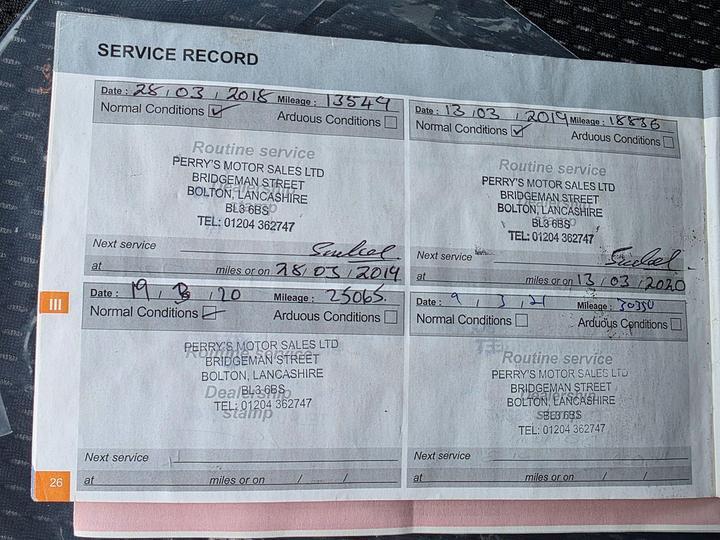 SERVICE RECORD
Date : 28 / 03 / 2018 Mileage : 13549
Normal Conditions ✓ Arduous Conditions
Routine service
PERRY'S MOTOR SALES LTD
BRIDGEMAN STREET
BOLTON, LANCASHIRE
BL3 6BS
TEL: 01204 362747
Next service
at miles or on 28 / 03 / 2019
Date : 13 / 03 / 2019 Mileage : 18836
Normal Conditions ✓ Arduous Conditions
Routine service
PERRY'S MOTOR SALES LTD
BRIDGEMAN STREET
BOLTON, LANCASHIRE
BL3 6BS
TEL: 01204 362747
Next service
at miles or on 13 / 03 / 2020
III
Date : 19 / 3 / 20 Mileage : 25065
Normal Conditions Arduous Conditions
Routine service
PERRY'S MOTOR SALES LTD
BRIDGEMAN STREET
BOLTON, LANCASHIRE
BL3 6BS
Dealership
TEL: 01204 362747
stamp
Next service
at miles or on / /
Date : 9 / 3 / 21 Mileage : 30350
Normal Conditions Arduous Conditions
Routine service
PERRY'S MOTOR SALES LTD
BRIDGEMAN STREET
Dealership
BOLTON, LANCASHIRE
BL3 6BS
stamp
TEL: 01204 362747
Next service
at miles or on / /
26